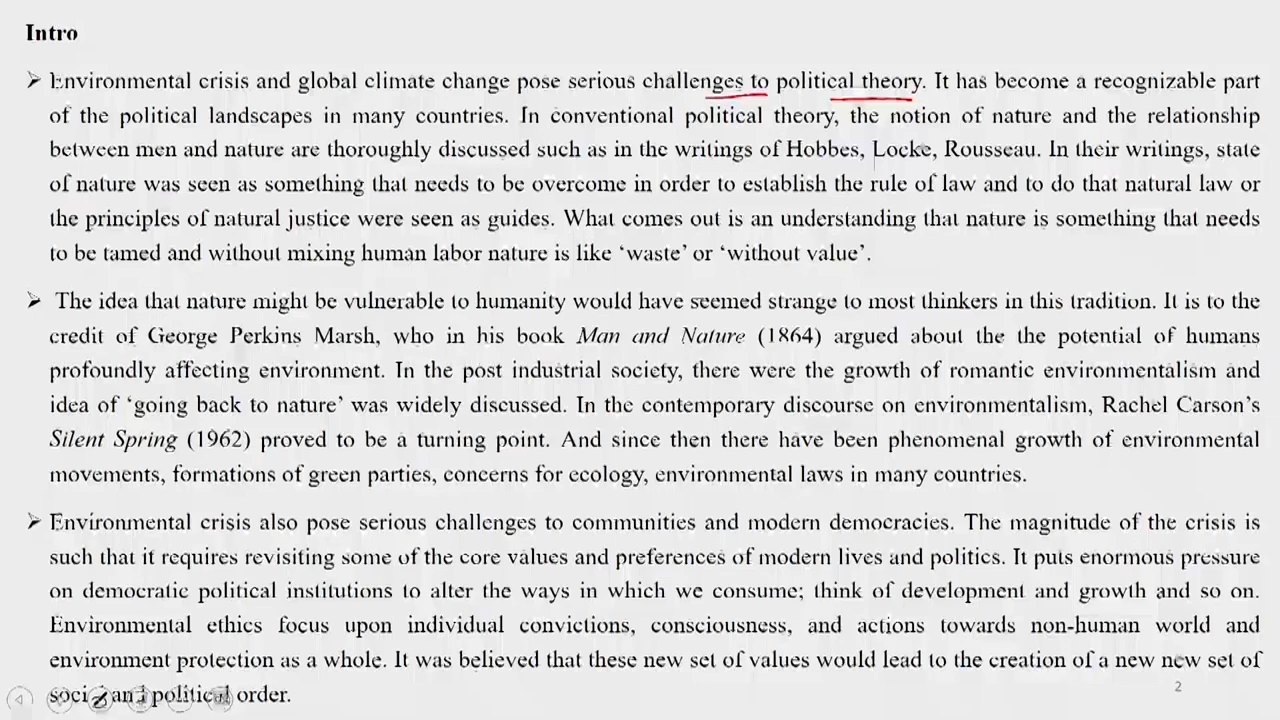 Intro
➢ Environmental crisis and global climate change pose serious challenges to political theory. It has become a recognizable part
of the political landscapes in many countries. In conventional political theory, the notion of nature and the relationship
between men and nature are thoroughly discussed such as in the writings of Hobbes, Locke, Rousseau. In their writings, state
of nature was seen as something that needs to be overcome in order to establish the rule of law and to do that natural law or
the principles of natural justice were seen as guides. What comes out is an understanding that nature is something that needs
to be tamed and without mixing human labor nature is like ‘waste’ or ‘without value’.
➢ The idea that nature might be vulnerable to humanity would have seemed strange to most thinkers in this tradition. It is to the
credit of George Perkins Marsh, who in his book Man and Nature (1864) argued about the the potential of humans
profoundly affecting environment. In the post industrial society, there were the growth of romantic environmentalism and
idea of ‘going back to nature’ was widely discussed. In the contemporary discourse on environmentalism, Rachel Carson’s
Silent Spring (1962) proved to be a turning point. And since then there have been phenomenal growth of environmental
movements, formations of green parties, concerns for ecology, environmental laws in many countries.
➢ Environmental crisis also pose serious challenges to communities and modern democracies. The magnitude of the crisis is
such that it requires revisiting some of the core values and preferences of modern lives and politics. It puts enormous pressure
on democratic political institutions to alter the ways in which we consume; think of development and growth and so on.
Environmental ethics focus upon individual convictions, consciousness, and actions towards non-human world and
environment protection as a whole. It was believed that these new set of values would lead to the creation of a new new set of
social and political order.
2